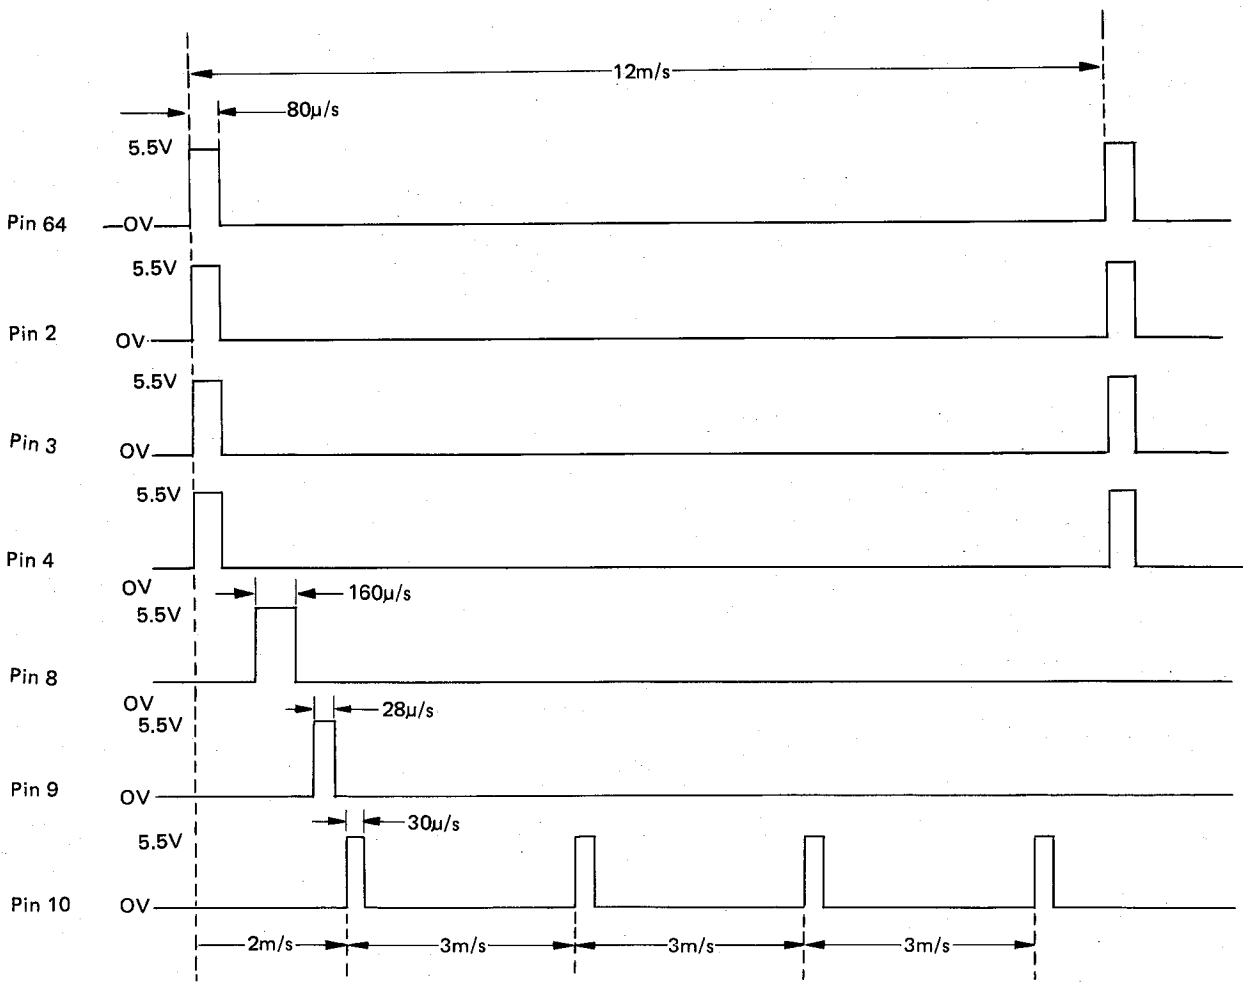 12m/s
80μ/s
5.5V
Pin 64 OV
5.5V
Pin 2 OV
5.5V
Pin 3 OV
5.5V
Pin 4
OV
160μ/s
5.5V
Pin 8
OV
28μ/s
5.5V
Pin 9 OV
30μ/s
5.5V
Pin 10 OV
2m/s 3m/s 3m/s 3m/s